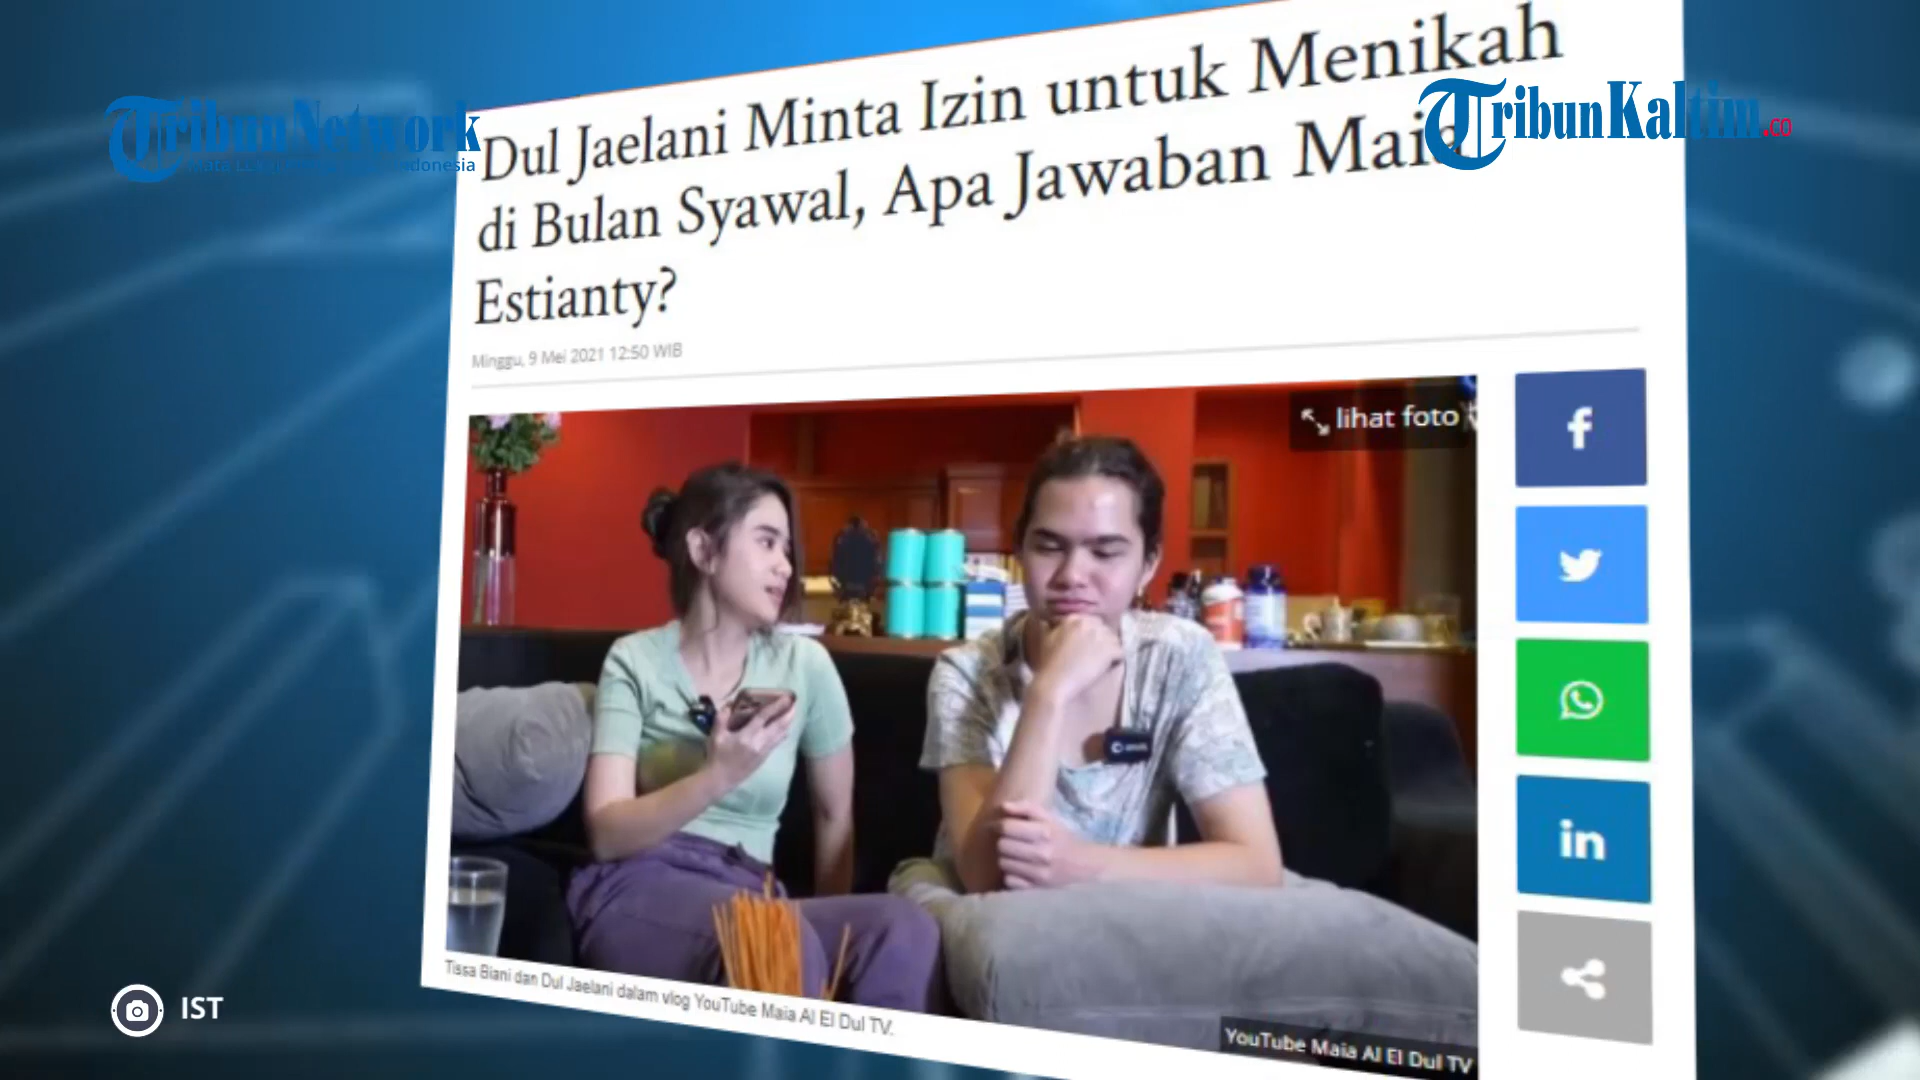 TribunNetwork
TribunKaltim.co
Dul Jaelani Minta Izin untuk Menikah
di Bulan Syawal, Apa Jawaban Maia
Estianty?
Minggu, 9 Mei 2021 12:50 WIB
lihat foto
f
in
Tissa Biani dan Dul Jaelani dalam vlog YouTube Maia Al El Dul TV.
YouTube Maia Al El Dul TV
IST